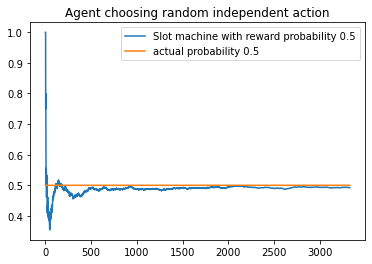 Agent choosing random independent action
Slot machine with reward probability 0.5
actual probability 0.5
1.0
0.9
0.8
0.7
0.6
0.5
0.4
0 500 1000 1500 2000 2500 3000